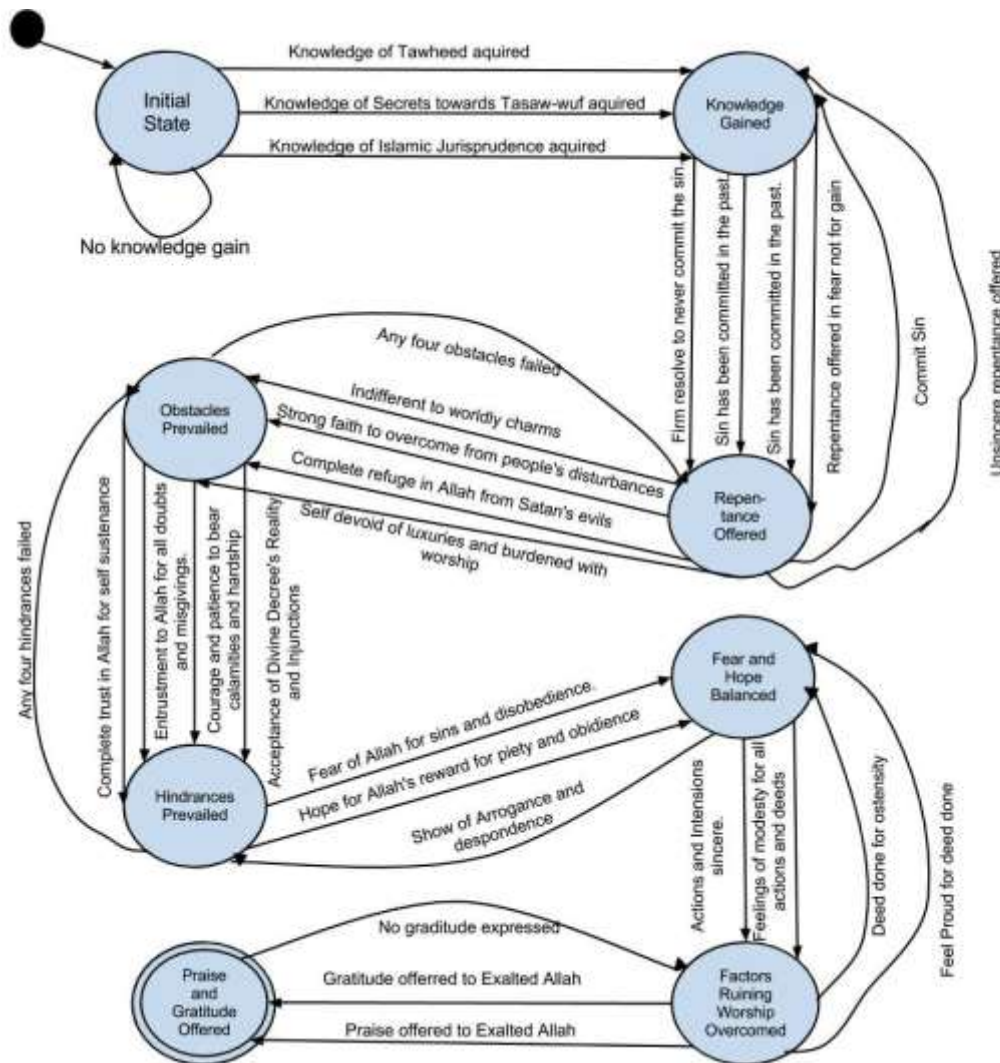 Knowledge of Tawheed aquired
Initial
State
Knowledge of Secrets towards Tasaw-wuf aquired
Knowledge
Gained
Knowledge of Islamic Jurisprudence aquired
No knowledge gain
Firm resolve to never commit the sin.
Sin has been committed in the past.
Sin has been committed in the past.
Repentance offered in fear not for gain
Commit Sin
Unsincere repentance offered
Any four obstacles failed
Obstacles
Prevailed
Indifferent to worldly charms
Strong faith to overcome from people's disturbances
Complete refuge in Allah from Satan's evils
Self devoid of luxuries and burdened with
worship
Repen-
tance
Offered
Any four hindrances failed
Complete trust in Allah for self sustenance
Entrustment to Allah for all doubts
and misgivings.
Courage and patience to bear
calamities and hardship
Acceptance of Divine Decree's Reality
and Injunctions
Fear and
Hope
Balanced
Fear of Allah for sins and disobedience.
Hope for Allah's reward for piety and obidience
Show of Arrogance and
despondence
Hindrances
Prevailed
Actions and Intensions
sincere.
Feelings of modesty for all
actions and deeds
Deed done for ostensity
Feel Proud for deed done
No graditude expressed
Praise
and
Gratitude
Offered
Gratitude offerred to Exalted Allah
Praise offered to Exalted Allah
Factors
Ruining
Worship
Overcomed